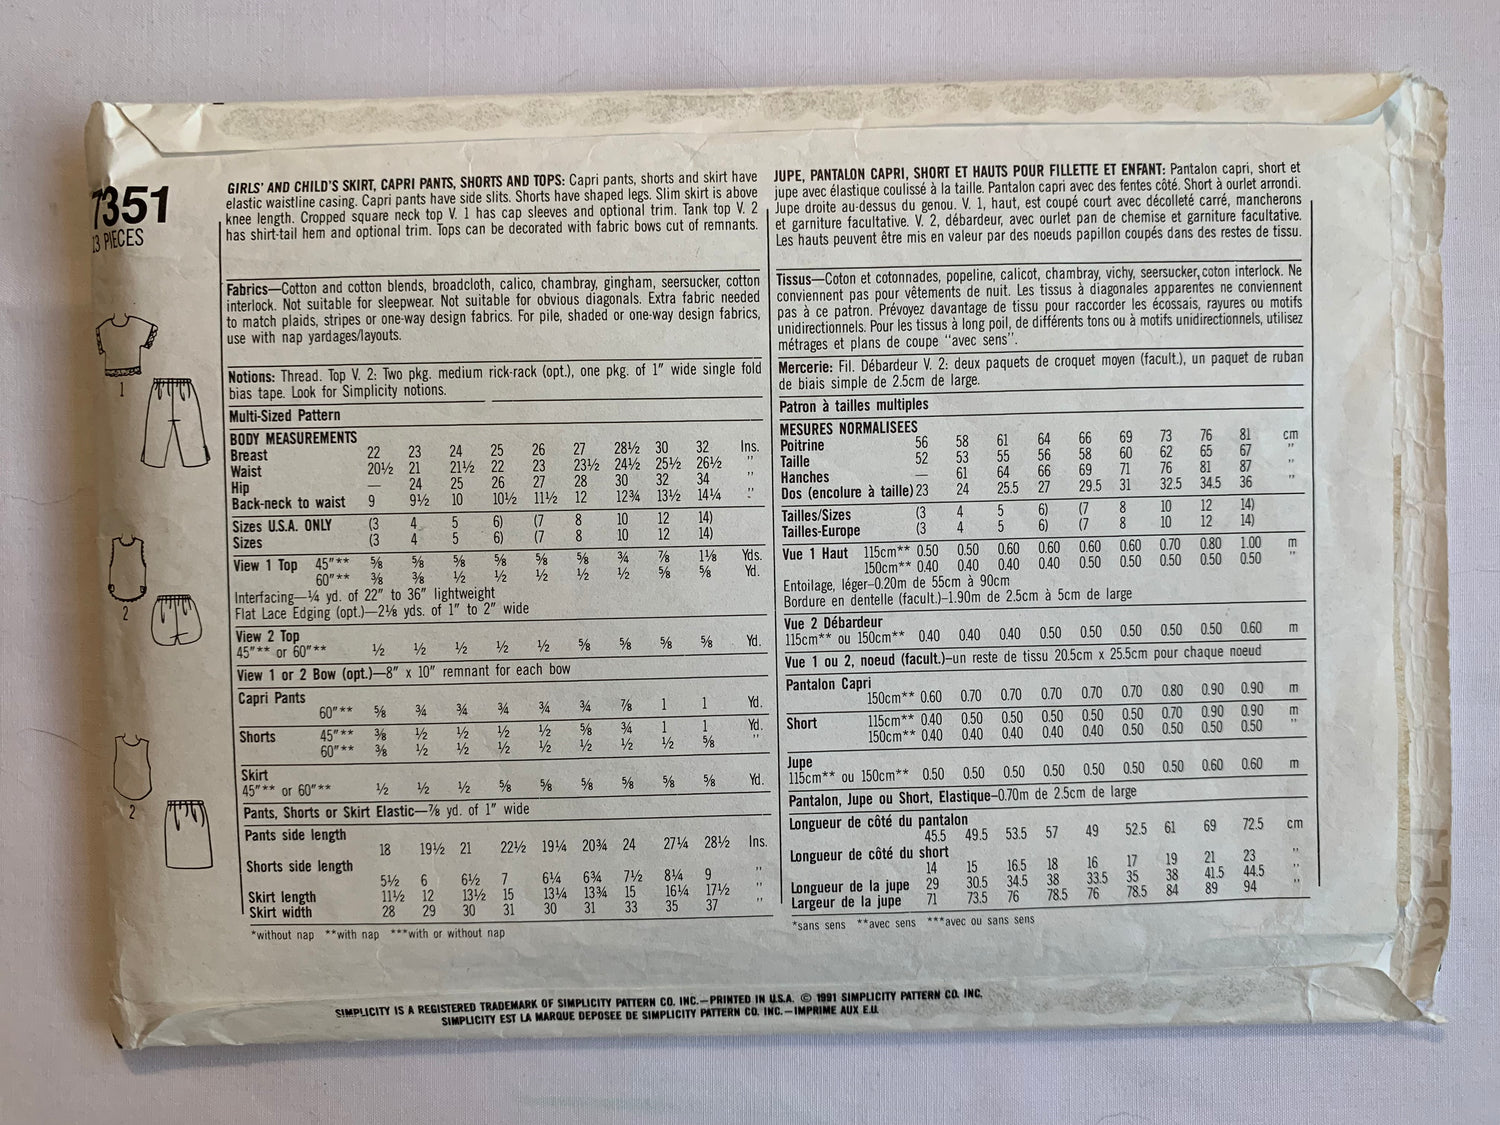 7351
13 PIECES
1
2
2
GIRLS' AND CHILD'S SKIRT, CAPRI PANTS, SHORTS AND TOPS: Capri pants, shorts and skirt have
elastic waistline casing. Capri pants have side slits. Shorts have shaped legs. Slim skirt is above
knee length. Cropped square neck top V. 1 has cap sleeves and optional trim. Tank top V. 2
has shirt-tail hem and optional trim. Tops can be decorated with fabric bows cut of remnants.
Fabrics—Cotton and cotton blends, broadcloth, calico, chambray, gingham, seersucker, cotton
interlock. Not suitable for sleepwear. Not suitable for obvious diagonals. Extra fabric needed
to match plaids, stripes or one-way design fabrics. For pile, shaded or one-way design fabrics,
use with nap yardages/layouts.
Notions: Thread. Top V. 2: Two pkg. medium rick-rack (opt.), one pkg. of 1" wide single fold
bias tape. Look for Simplicity notions.
Multi-Sized Pattern
BODY MEASUREMENTS
Breast 22 23 24 25 26 27 28½ 30 32 Ins.
Waist 20½ 21 21½ 22 23 23½ 24½ 25½ 26½ "
Hip — 24 25 26 27 28 30 32 34 "
Back-neck to waist 9 9½ 10 10½ 11½ 12 12¾ 13½ 14¼ "
Sizes U.S.A. ONLY (3 4 5 6) (7 8 10 12 14)
Sizes (3 4 5 6) (7 8 10 12 14)
View 1 Top 45"** ⅝ ⅝ ⅝ ⅝ ⅝ ⅝ ¾ ⅞ 1⅛ Yds.
60"** ⅜ ⅜ ½ ½ ½ ½ ½ ⅝ ⅝ Yd.
Interfacing—¼ yd. of 22" to 36" lightweight
Flat Lace Edging (opt.)—2⅛ yds. of 1" to 2" wide
View 2 Top
45"** or 60"** ½ ½ ½ ½ ½ ⅝ ⅝ ⅝ ⅝ Yd.
View 1 or 2 Bow (opt.)—8" x 10" remnant for each bow
Capri Pants
60"** ⅝ ¾ ¾ ¾ ¾ ¾ ⅞ 1 1 Yd.
Shorts 45"** ⅜ ½ ½ ½ ⅝ ½ ¾ 1 1 Yd.
60"** ⅜ ½ ½ ½ ½ ½ ½ ½ ⅝ "
Skirt
45"** or 60"** ½ ½ ½ ⅝ ⅝ ⅝ ⅝ ⅝ ⅝ Yd.
Pants, Shorts or Skirt Elastic—⅞ yd. of 1" wide
Pants side length
18 19½ 21 22½ 19¼ 20¾ 24 27¼ 28½ Ins.
Shorts side length
5½ 6 6½ 7 6¼ 6¾ 7½ 8¼ 9 "
Skirt length 11½ 12 13½ 15 13¼ 13¾ 15 16¼ 17½ "
Skirt width 28 29 30 31 30 31 33 35 37 "
*without nap **with nap ***with or without nap
JUPE, PANTALON CAPRI, SHORT ET HAUTS POUR FILLETTE ET ENFANT: Pantalon capri, short et
jupe avec élastique coulissé à la taille. Pantalon capri avec des fentes côté. Short à ourlet arrondi.
Jupe droite au-dessus du genou. V. 1, haut, est coupé court avec décolleté carré, mancherons
et garniture facultative. V. 2, débardeur, avec ourlet pan de chemise et garniture facultative.
Les hauts peuvent être mis en valeur par des noeuds papillon coupés dans des restes de tissu.
Tissus—Coton et cotonnades, popeline, calicot, chambray, vichy, seersucker, coton interlock. Ne
conviennent pas pour vêtements de nuit. Les tissus à diagonales apparentes ne conviennent
pas à ce patron. Prévoyez davantage de tissu pour raccorder les écossais, rayures ou motifs
unidirectionnels. Pour les tissus à long poil, de différents tons ou à motifs unidirectionnels, utilisez
métrages et plans de coupe "avec sens".
Mercerie: Fil. Débardeur V. 2: deux paquets de croquet moyen (facult.), un paquet de ruban
de biais simple de 2.5cm de large.
Patron à tailles multiples
MESURES NORMALISEES
Poitrine 56 58 61 64 66 69 73 76 81 cm
Taille 52 53 55 56 58 60 62 65 67 "
Hanches — 61 64 66 69 71 76 81 87 "
Dos (encolure à taille) 23 24 25.5 27 29.5 31 32.5 34.5 36
Tailles/Sizes (3 4 5 6) (7 8 10 12 14)
Tailles-Europe (3 4 5 6) (7 8 10 12 14)
Vue 1 Haut 115cm** 0.50 0.50 0.60 0.60 0.60 0.60 0.70 0.80 1.00 m
150cm** 0.40 0.40 0.40 0.40 0.50 0.50 0.50 0.50 0.50 "
Entoilage, léger–0.20m de 55cm à 90cm
Bordure en dentelle (facult.)–1.90m de 2.5cm à 5cm de large
Vue 2 Débardeur
115cm** ou 150cm** 0.40 0.40 0.40 0.50 0.50 0.50 0.50 0.50 0.60 m
Vue 1 ou 2, noeud (facult.)–un reste de tissu 20.5cm x 25.5cm pour chaque noeud
Pantalon Capri
150cm** 0.60 0.70 0.70 0.70 0.70 0.70 0.80 0.90 0.90 m
Short 115cm** 0.40 0.50 0.50 0.50 0.50 0.50 0.70 0.90 0.90 m
150cm** 0.40 0.40 0.40 0.40 0.50 0.50 0.50 0.50 0.50 "
Jupe
115cm** ou 150cm** 0.50 0.50 0.50 0.50 0.50 0.50 0.50 0.60 0.60 m
Pantalon, Jupe ou Short, Elastique–0.70m de 2.5cm de large
Longueur de côté du pantalon
45.5 49.5 53.5 57 49 52.5 61 69 72.5 cm
Longueur de côté du short
14 15 16.5 18 16 17 19 21 23 "
Longueur de la jupe 29 30.5 34.5 38 33.5 35 38 41.5 44.5 "
Largeur de la jupe 71 73.5 76 78.5 76 78.5 84 89 94
*sans sens **avec sens ***avec ou sans sens
SIMPLICITY IS A REGISTERED TRADEMARK OF SIMPLICITY PATTERN CO. INC.—PRINTED IN U.S.A. © 1991 SIMPLICITY PATTERN CO. INC.
SIMPLICITY EST LA MARQUE DEPOSEE DE SIMPLICITY PATTERN CO. INC.—IMPRIME AUX E.U.